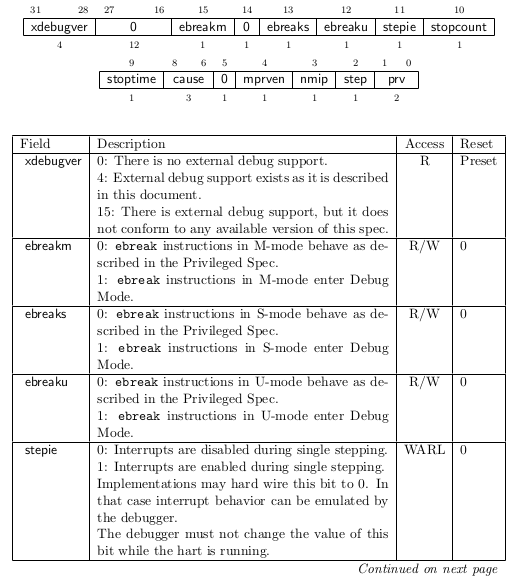 31 28 27 16 15 14 13 12 11 10
xdebugver 0 ebreakm 0 ebreaks ebreaku stepie stopcount
4 12 1 1 1 1 1 1
9 8 6 5 4 3 2 1 0
stoptime cause 0 mprven nmip step prv
1 3 1 1 1 1 2
Field Description Access Reset
xdebugver 0: There is no external debug support. R Preset
4: External debug support exists as it is described
in this document.
15: There is external debug support, but it does
not conform to any available version of this spec.
ebreakm 0: ebreak instructions in M-mode behave as de- R/W 0
scribed in the Privileged Spec.
1: ebreak instructions in M-mode enter Debug
Mode.
ebreaks 0: ebreak instructions in S-mode behave as de- R/W 0
scribed in the Privileged Spec.
1: ebreak instructions in S-mode enter Debug
Mode.
ebreaku 0: ebreak instructions in U-mode behave as de- R/W 0
scribed in the Privileged Spec.
1: ebreak instructions in U-mode enter Debug
Mode.
stepie 0: Interrupts are disabled during single stepping. WARL 0
1: Interrupts are enabled during single stepping.
Implementations may hard wire this bit to 0. In
that case interrupt behavior can be emulated by
the debugger.
The debugger must not change the value of this
bit while the hart is running.
Continued on next page